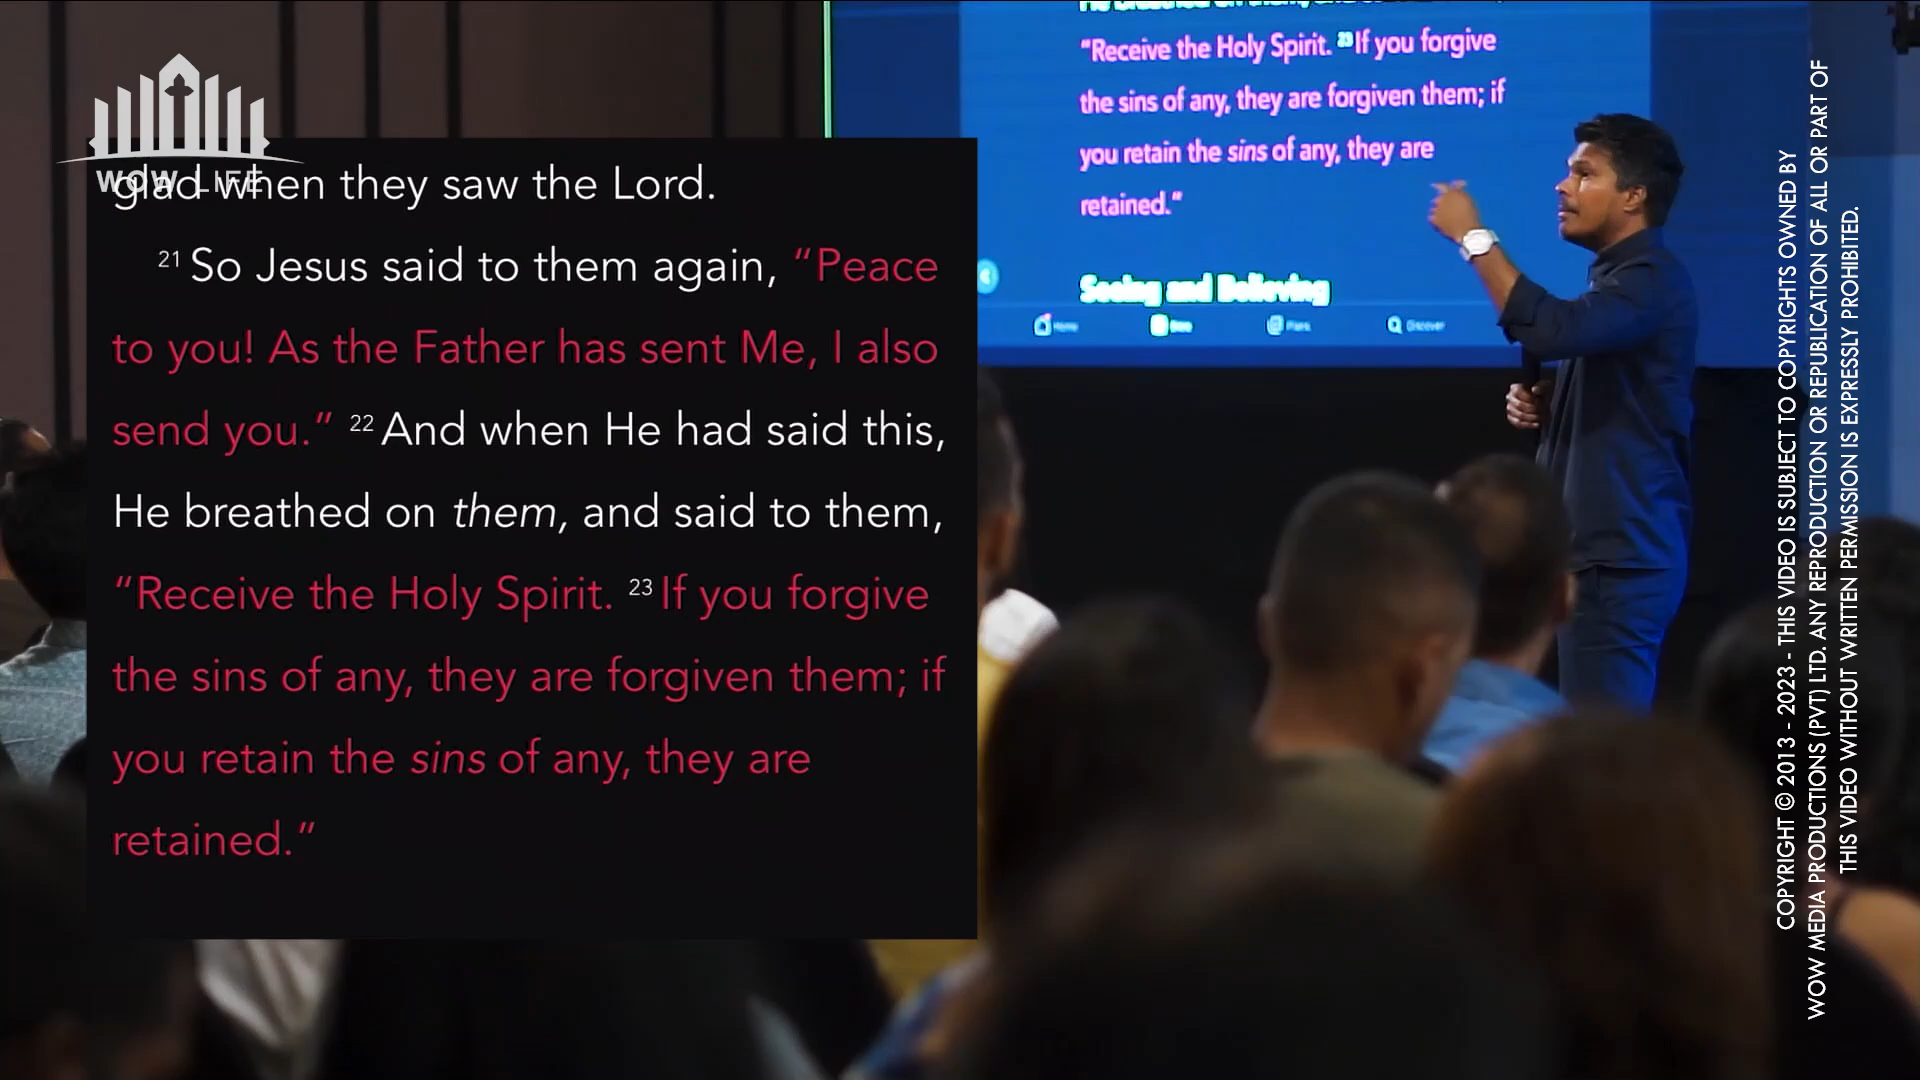 WOW LIFE
glad when they saw the Lord.
21 So Jesus said to them again, “Peace
to you! As the Father has sent Me, I also
send you.” 22 And when He had said this,
He breathed on them, and said to them,
“Receive the Holy Spirit. 23 If you forgive
the sins of any, they are forgiven them; if
you retain the sins of any, they are
retained.”
“Receive the Holy Spirit. 23 If you forgive
the sins of any, they are forgiven them; if
you retain the sins of any, they are
retained.”
Seeing and Believing
Home Plans Discover
COPYRIGHT © 2013 - 2023 - THIS VIDEO IS SUBJECT TO COPYRIGHTS OWNED BY
WOW MEDIA PRODUCTIONS (PVT) LTD. ANY REPRODUCTION OR REPUBLICATION OF ALL OR PART OF
THIS VIDEO WITHOUT WRITTEN PERMISSION IS EXPRESSLY PROHIBITED.